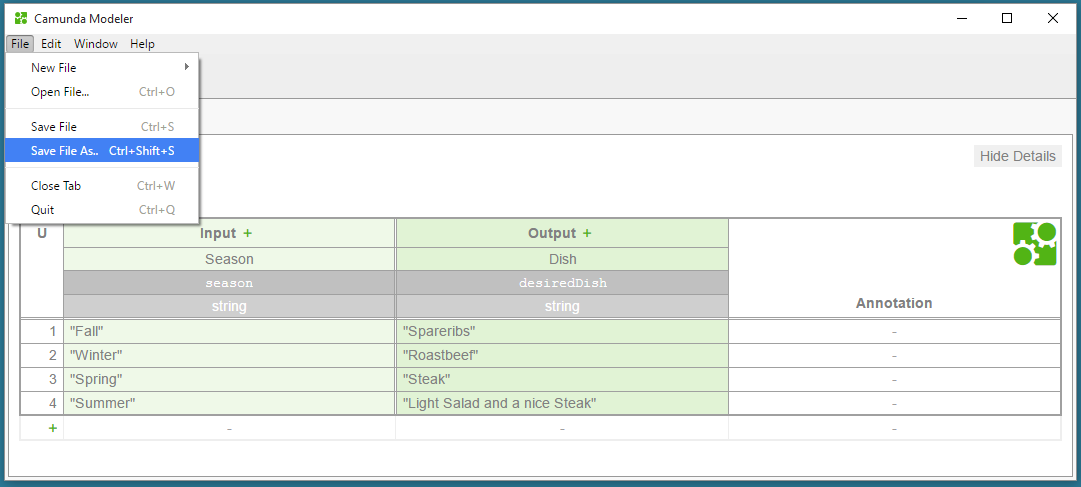 Camunda Modeler
File Edit Window Help
New File
Open File... Ctrl+O
Save File Ctrl+S
Save File As.. Ctrl+Shift+S
Close Tab Ctrl+W
Quit Ctrl+Q
Hide Details
U Input + Output +
Season Dish
season desiredDish
string string Annotation
1 "Fall" "Spareribs" -
2 "Winter" "Roastbeef" -
3 "Spring" "Steak" -
4 "Summer" "Light Salad and a nice Steak" -
+ - - -